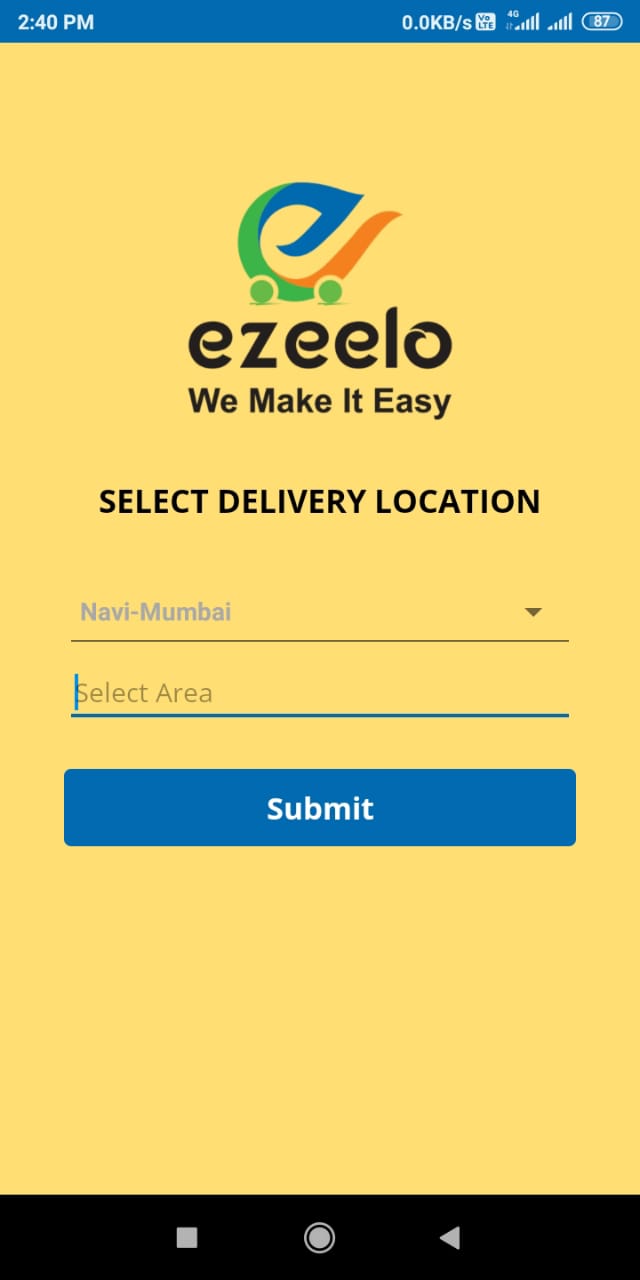 2:40 PM
0.0KB/s Vo LTE 4G 87
ezeelo
We Make It Easy
SELECT DELIVERY LOCATION
Navi-Mumbai
Select Area
Submit